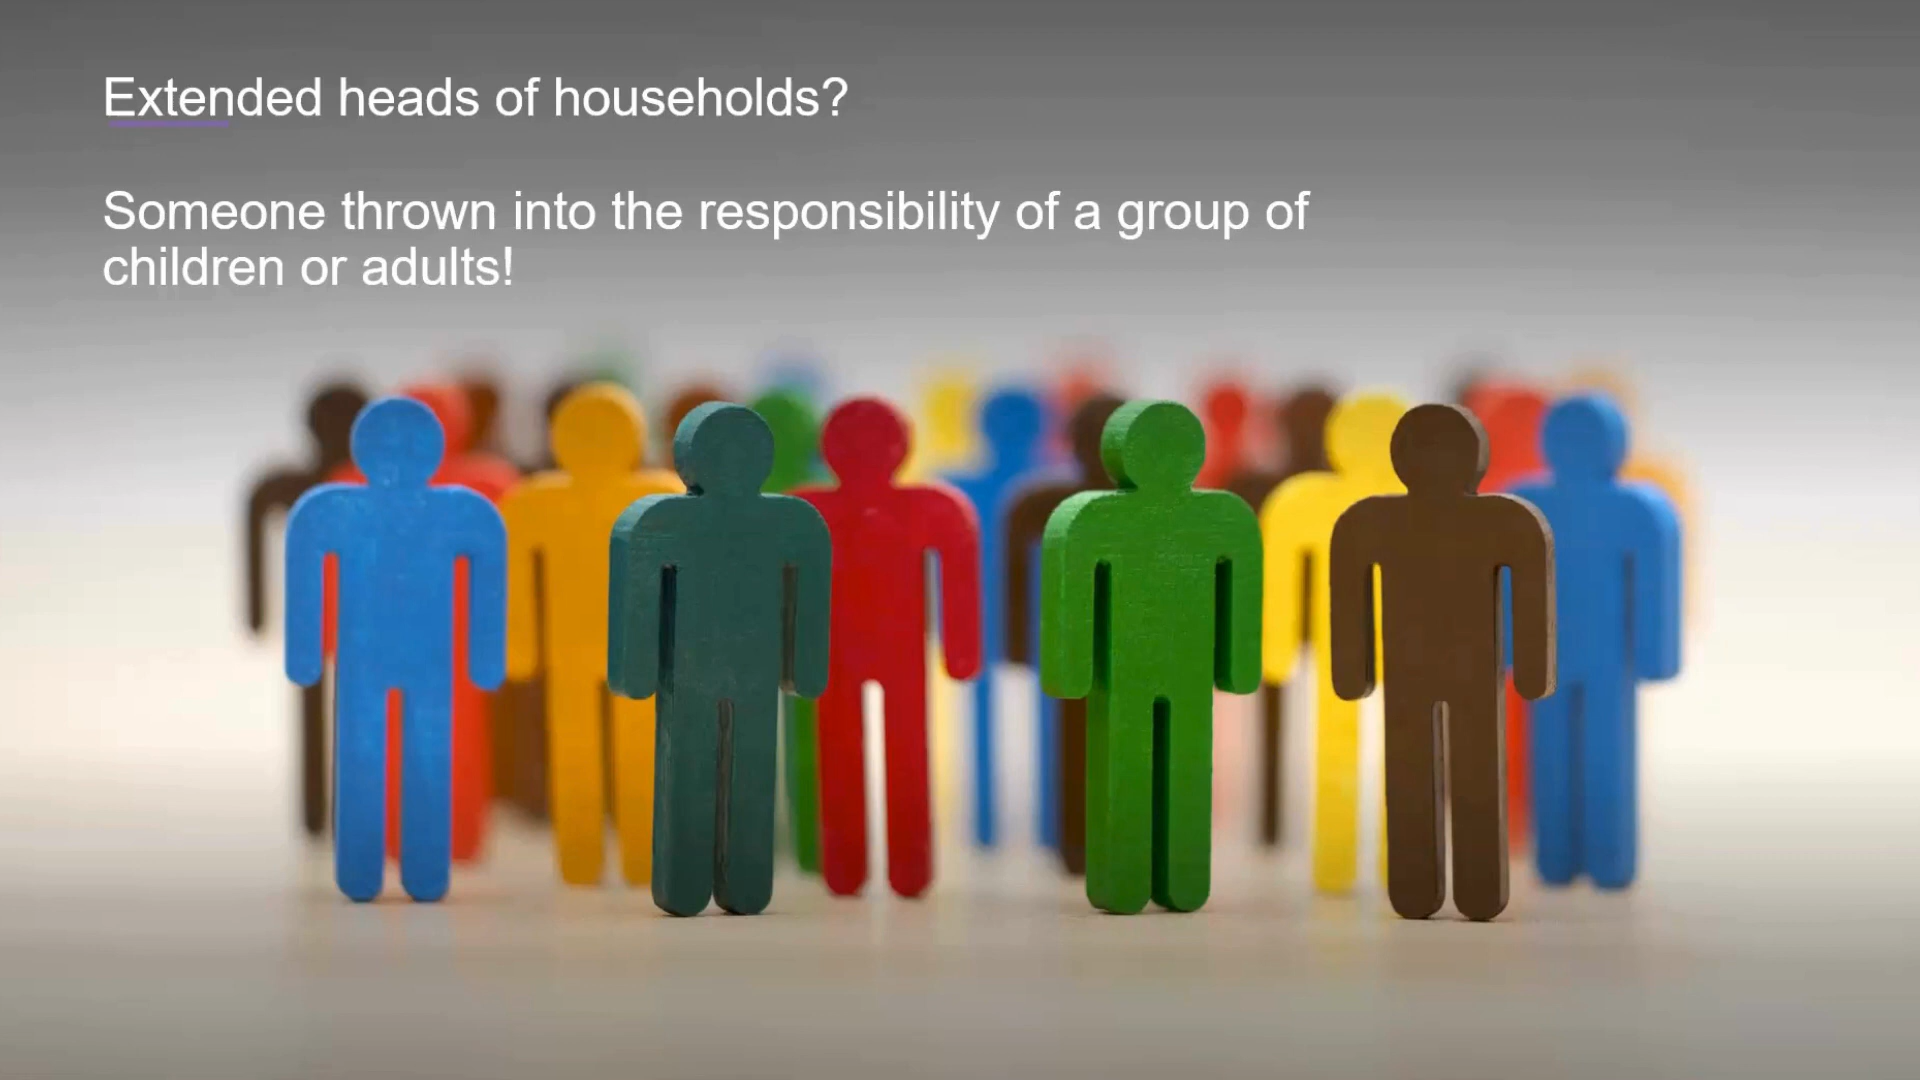 Extended heads of households?
Someone thrown into the responsibility of a group of
children or adults!